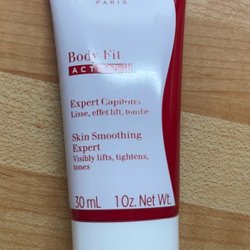 PARIS
Body Fit
Expert Capitons
Lisse, effet lift, tonifie
Skin Smoothing
Expert
Visibly lifts, tightens,
tones
30 mL 1 Oz. Net Wt.